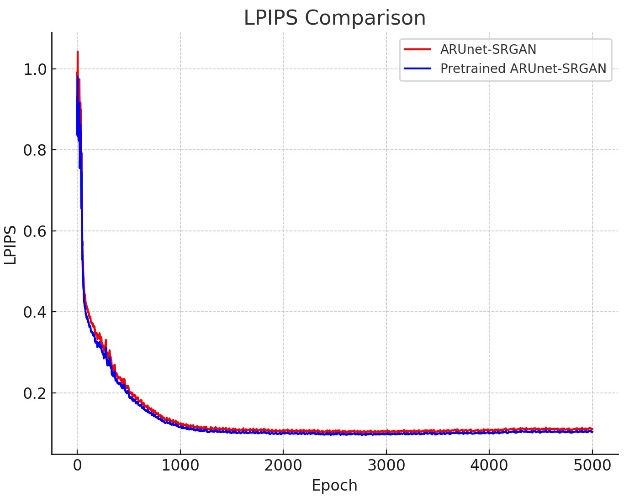 LPIPS Comparison
ARUnet-SRGAN
Pretrained ARUnet-SRGAN
LPIPS
1.0
0.8
0.6
0.4
0.2
0 1000 2000 3000 4000 5000
Epoch